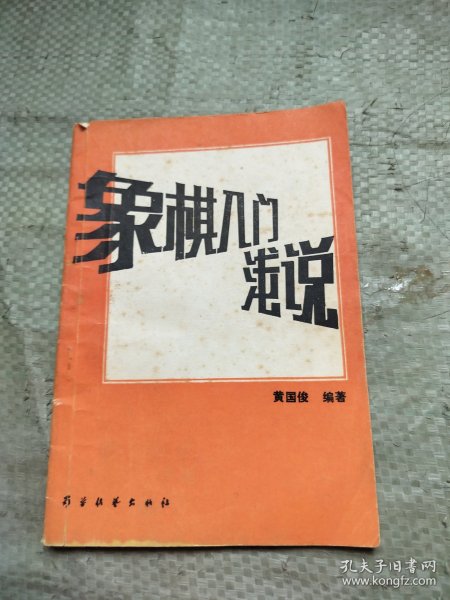 象棋入门
浅说
黄国俊 编著
科学技艺出版社
孔夫子旧书网
www.kongfz.com